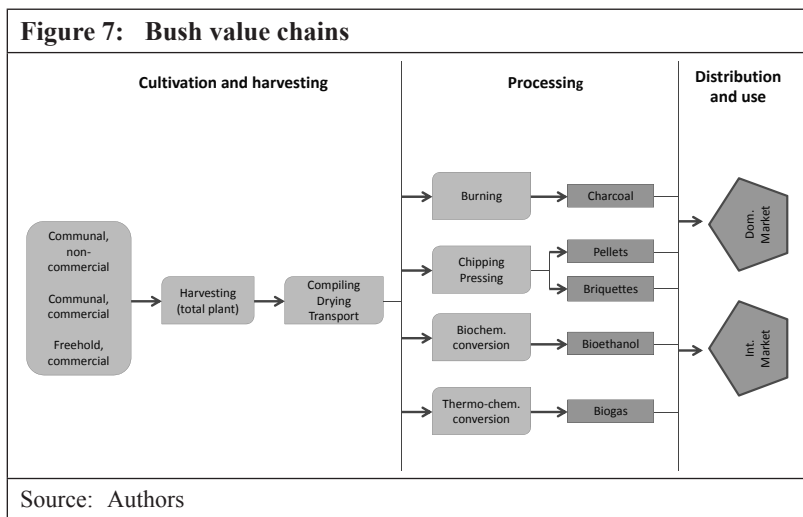 Figure 7: Bush value chains
Cultivation and harvesting
Processing
Distribution
and use
Communal,
non-
commercial
Communal,
commercial
Freehold,
commercial
Harvesting
(total plant)
Compiling
Drying
Transport
Burning
Charcoal
Chipping
Pressing
Pellets
Briquettes
Biochem.
conversion
Bioethanol
Thermo-chem.
conversion
Biogas
Dom.
Market
Int.
Market
Source: Authors